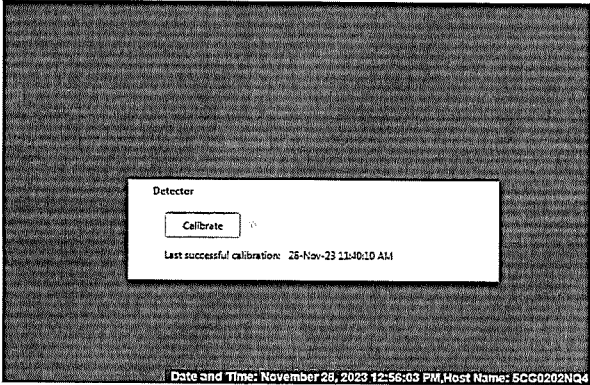 Detector
Calibrate
Last successful calibration: 28-Nov-23 11:40:10 AM
Date and Time: November 28, 2023 12:56:03 PM,Host Name: 5CG0202NQ4